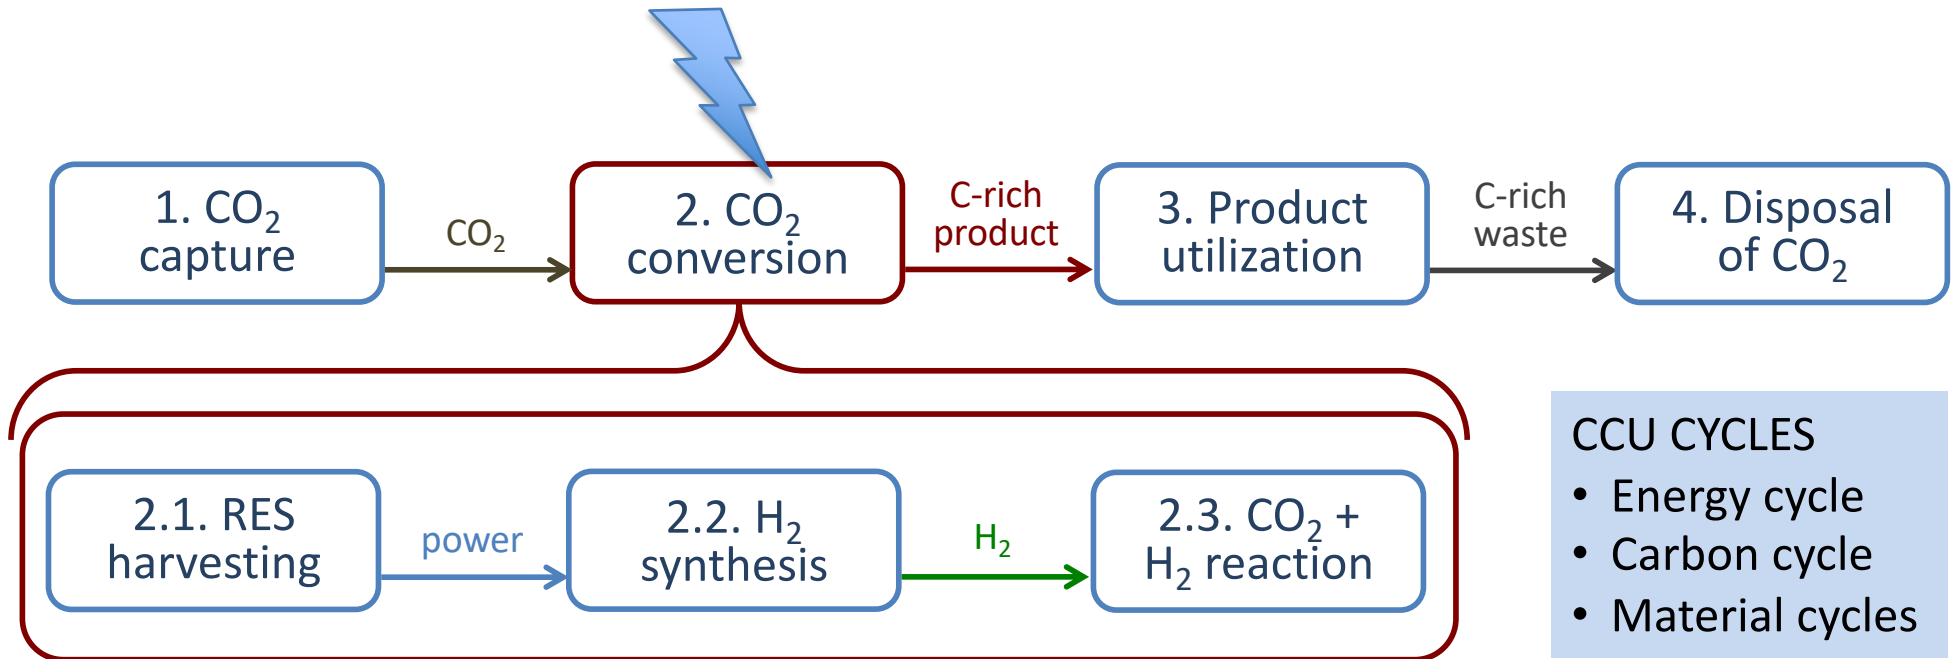 1. CO₂
capture
CO₂
2. CO₂
conversion
C-rich
product
3. Product
utilization
C-rich
waste
4. Disposal
of CO₂
2.1. RES
harvesting
power
2.2. H₂
synthesis
H₂
2.3. CO₂ +
H₂ reaction
CCU CYCLES
• Energy cycle
• Carbon cycle
• Material cycles